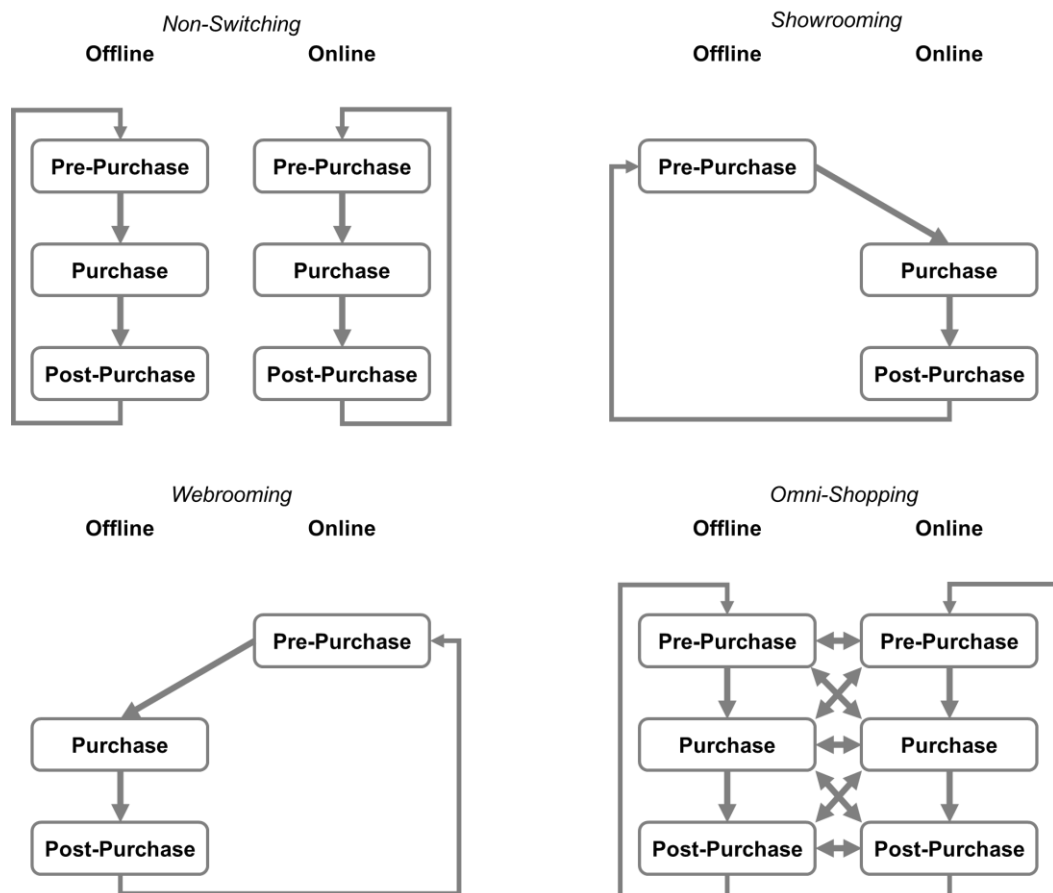 Non-Switching
Offline Online
Pre-Purchase Pre-Purchase
Purchase Purchase
Post-Purchase Post-Purchase
Showrooming
Offline Online
Pre-Purchase
Purchase
Post-Purchase
Webrooming
Offline Online
Pre-Purchase
Purchase
Post-Purchase
Omni-Shopping
Offline Online
Pre-Purchase Pre-Purchase
Purchase Purchase
Post-Purchase Post-Purchase